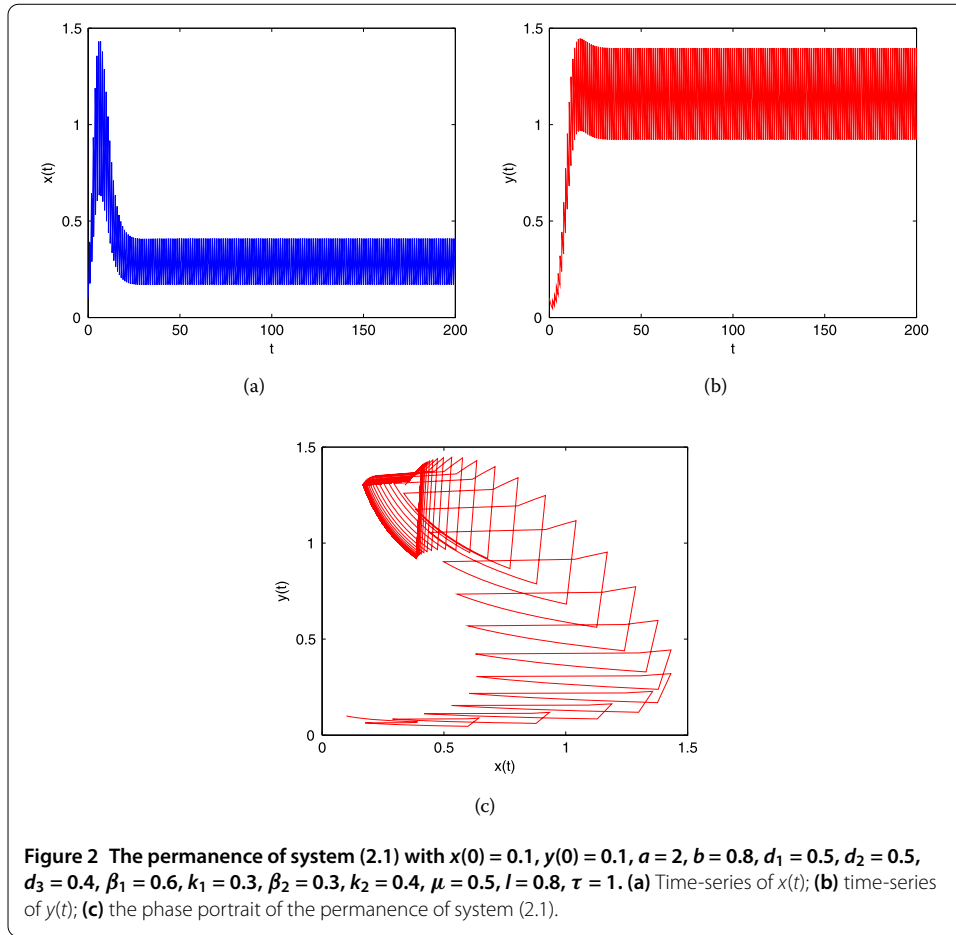 1.5
1
0.5
0
x(t)
0 50 100 150 200
t
(a)
1.5
1
0.5
0
y(t)
0 50 100 150 200
t
(b)
1.5
1
0.5
0
y(t)
0 0.5 1 1.5
x(t)
(c)
Figure 2 The permanence of system (2.1) with x(0) = 0.1, y(0) = 0.1, a = 2, b = 0.8, d₁ = 0.5, d₂ = 0.5,
d₃ = 0.4, β₁ = 0.6, k₁ = 0.3, β₂ = 0.3, k₂ = 0.4, μ = 0.5, l = 0.8, τ = 1. (a) Time-series of x(t); (b) time-series
of y(t); (c) the phase portrait of the permanence of system (2.1).